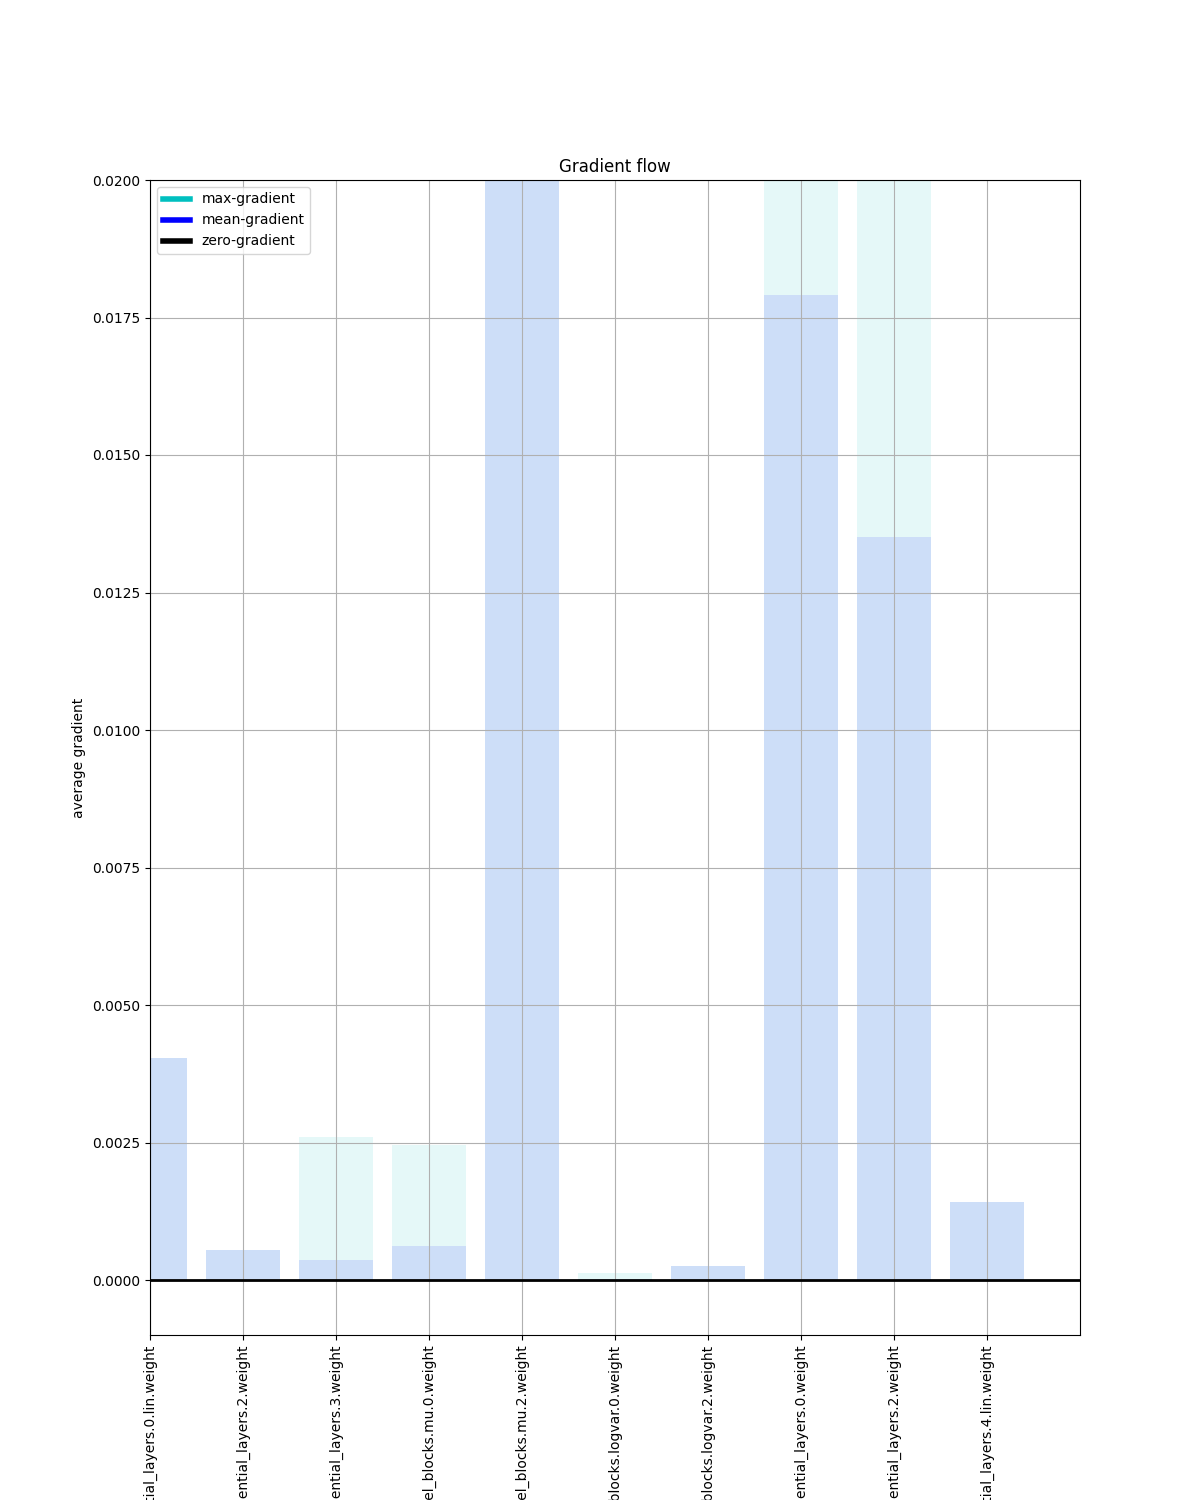 Gradient flow
max-gradient
mean-gradient
zero-gradient
0.0200
0.0175
0.0150
0.0125
0.0100
0.0075
0.0050
0.0025
0.0000
average gradient
tial_layers.0.lin.weight
ential_layers.2.weight
ential_layers.3.weight
el_blocks.mu.0.weight
el_blocks.mu.2.weight
blocks.logvar.0.weight
blocks.logvar.2.weight
ential_layers.0.weight
ential_layers.2.weight
tial_layers.4.lin.weight